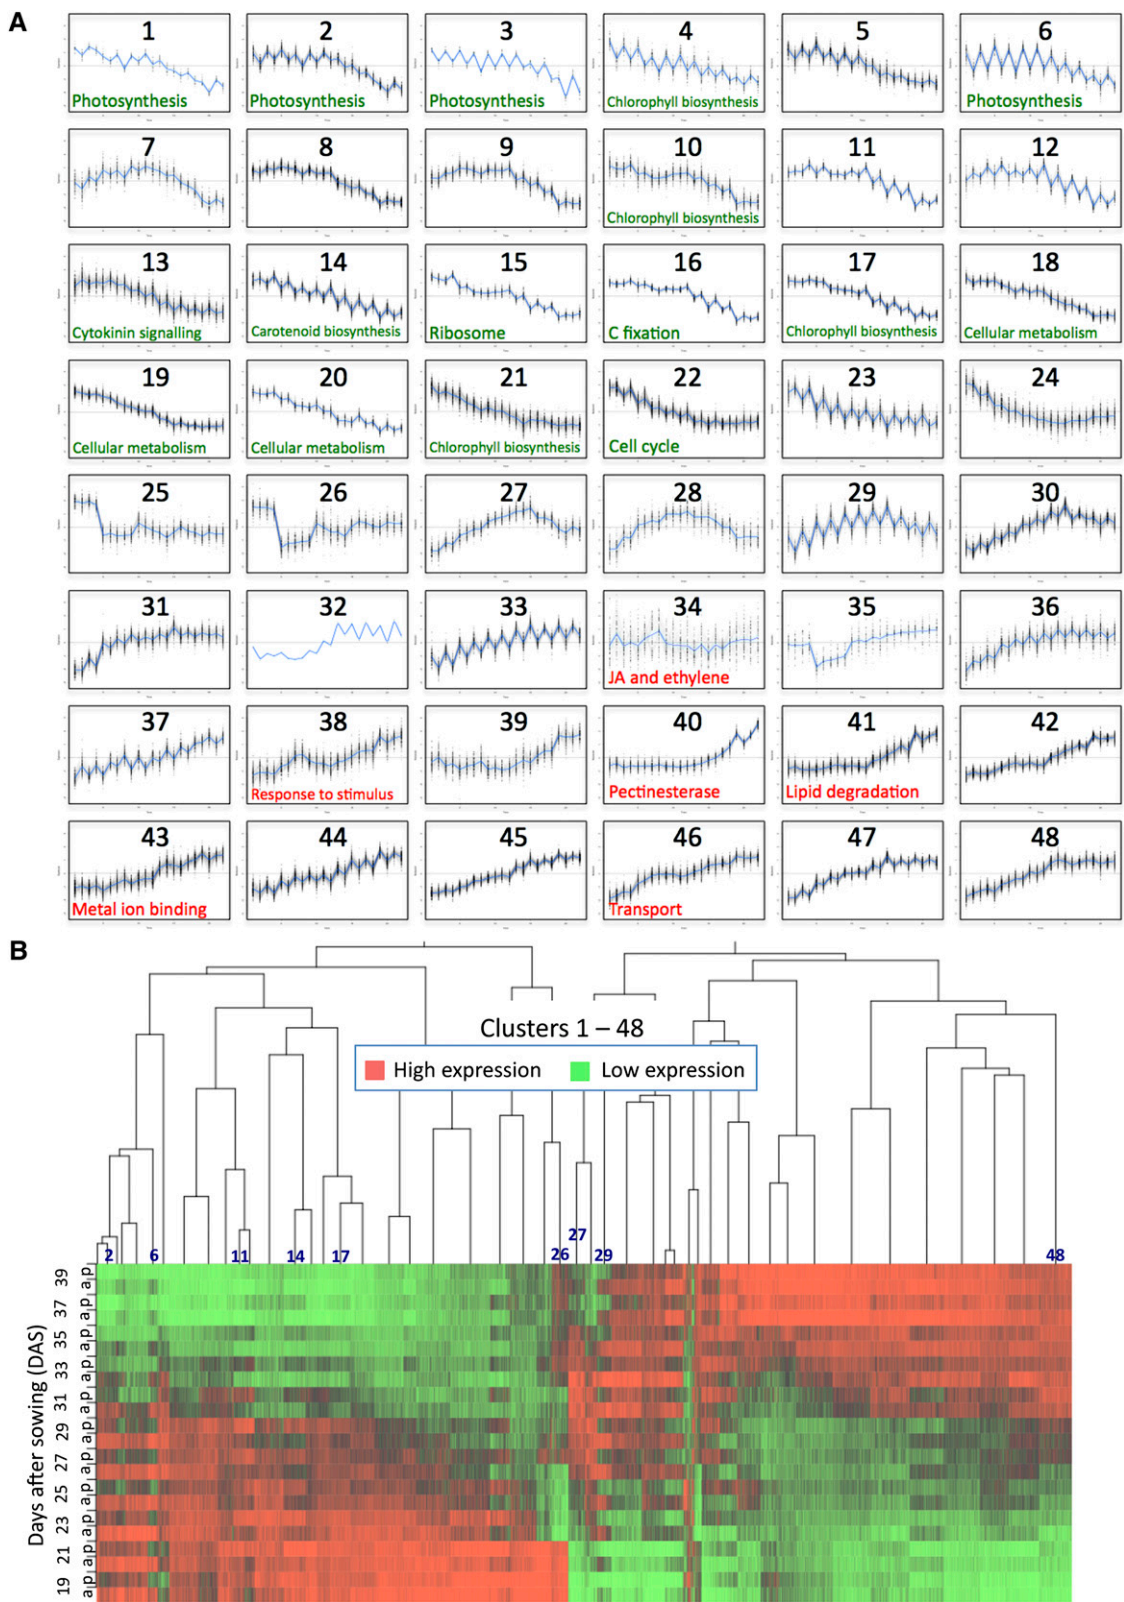 A
1 2 3 4 5 6
Photosynthesis Photosynthesis Photosynthesis Chlorophyll biosynthesis Photosynthesis
7 8 9 10 11 12
Chlorophyll biosynthesis
13 14 15 16 17 18
Cytokinin signalling Carotenoid biosynthesis Ribosome C fixation Chlorophyll biosynthesis Cellular metabolism
19 20 21 22 23 24
Cellular metabolism Cellular metabolism Chlorophyll biosynthesis Cell cycle
25 26 27 28 29 30
31 32 33 34 35 36
JA and ethylene
37 38 39 40 41 42
Response to stimulus Pectinesterase Lipid degradation
43 44 45 46 47 48
Metal ion binding Transport
B
Clusters 1 – 48
High expression Low expression
2 6 11 14 17 26 27 29 48
Days after sowing (DAS)
39 p a
p a
37 p a
p a
35 p a
p a
33 p a
p a
31 p a
p a
29 p a
p a
27 p a
p a
25 p a
p a
23 p a
p a
21 p a
p a
19 p a